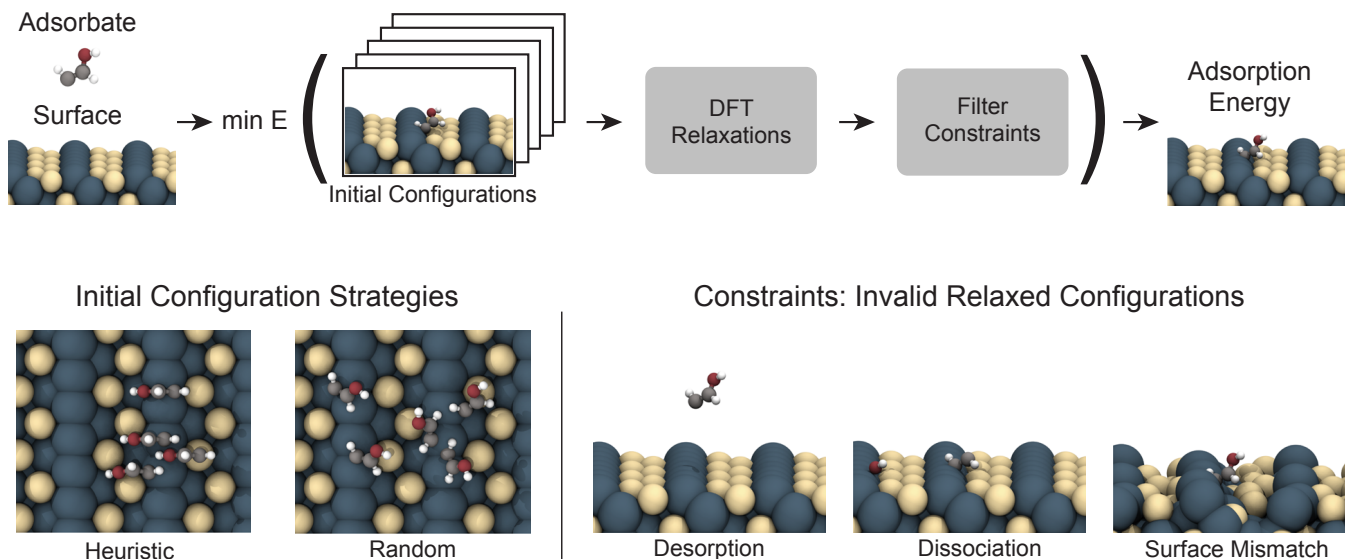 Adsorbate
Surface
min E
Initial Configurations
DFT
Relaxations
Filter
Constraints
Adsorption
Energy
Initial Configuration Strategies
Heuristic
Random
Constraints: Invalid Relaxed Configurations
Desorption
Dissociation
Surface Mismatch